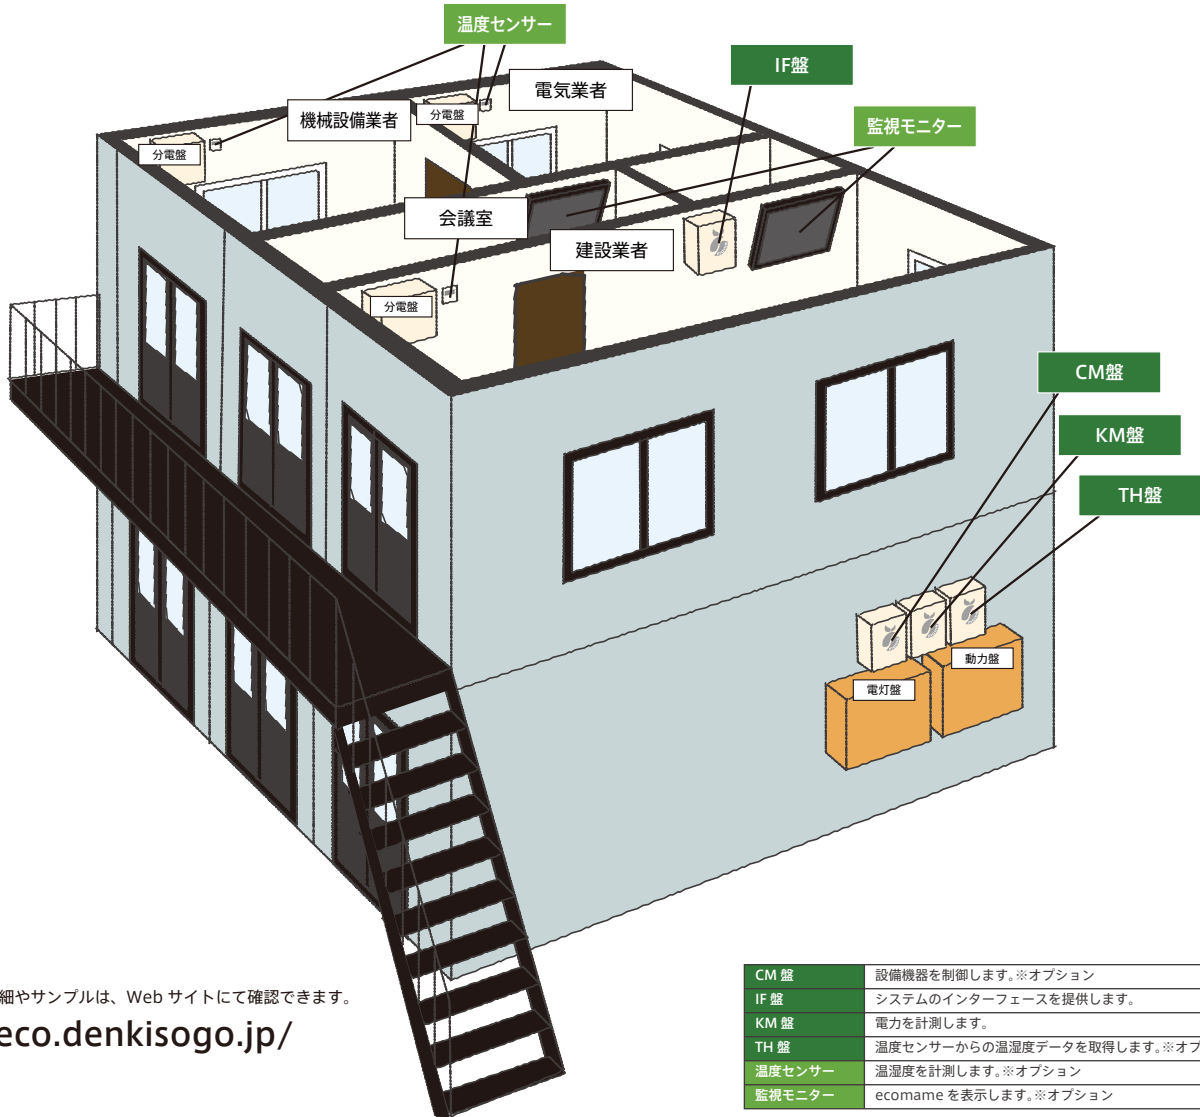 温度センサー
IF盤
電気業者
機械設備業者
分電盤
監視モニター
分電盤
会議室
建設業者
分電盤
CM盤
KM盤
TH盤
動力盤
電灯盤
細やサンプルは、Web サイトにて確認できます。
eco.denkisogo.jp/
CM 盤 設備機器を制御します。※オプション
IF 盤 システムのインターフェースを提供します。
KM 盤 電力を計測します。
TH 盤 温度センサーからの温湿度データを取得します。※オプ
温度センサー 温湿度を計測します。※オプション
監視モニター ecomame を表示します。※オプション